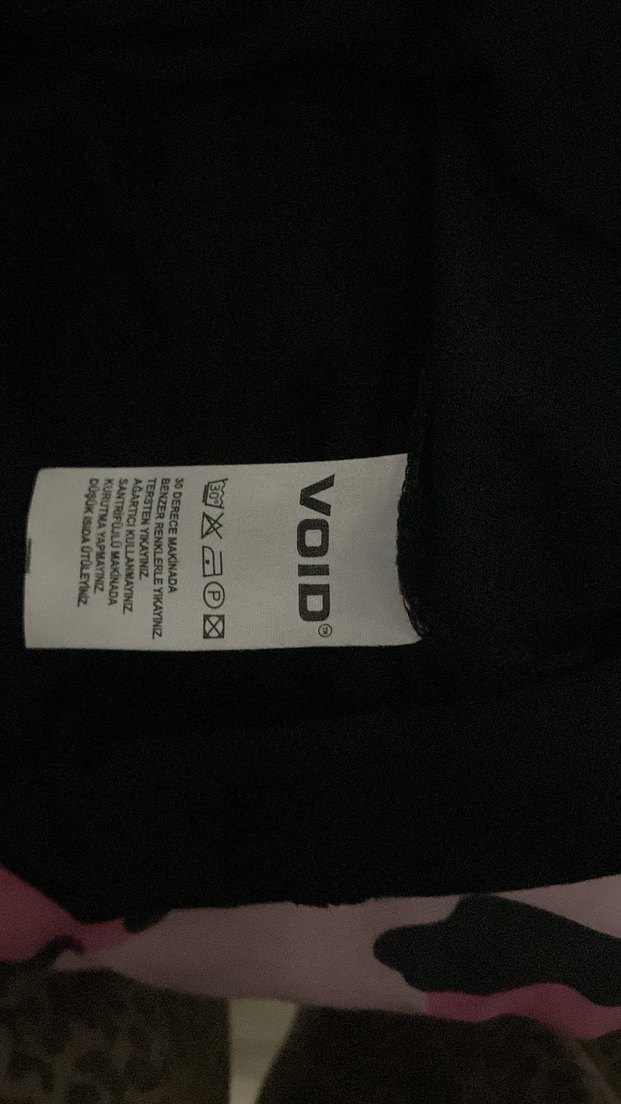 VOID
30°
P
30 DERECE MAKİNADA
BENZER RENKLERLE YIKAYINIZ.
TERSTEN YIKAYINIZ.
AĞARTICI KULLANMAYINIZ.
SANTRİFÜJLÜ MAKİNADA
KURUTMA YAPMAYINIZ.
DÜŞÜK ISIDA ÜTÜLEYİNİZ.